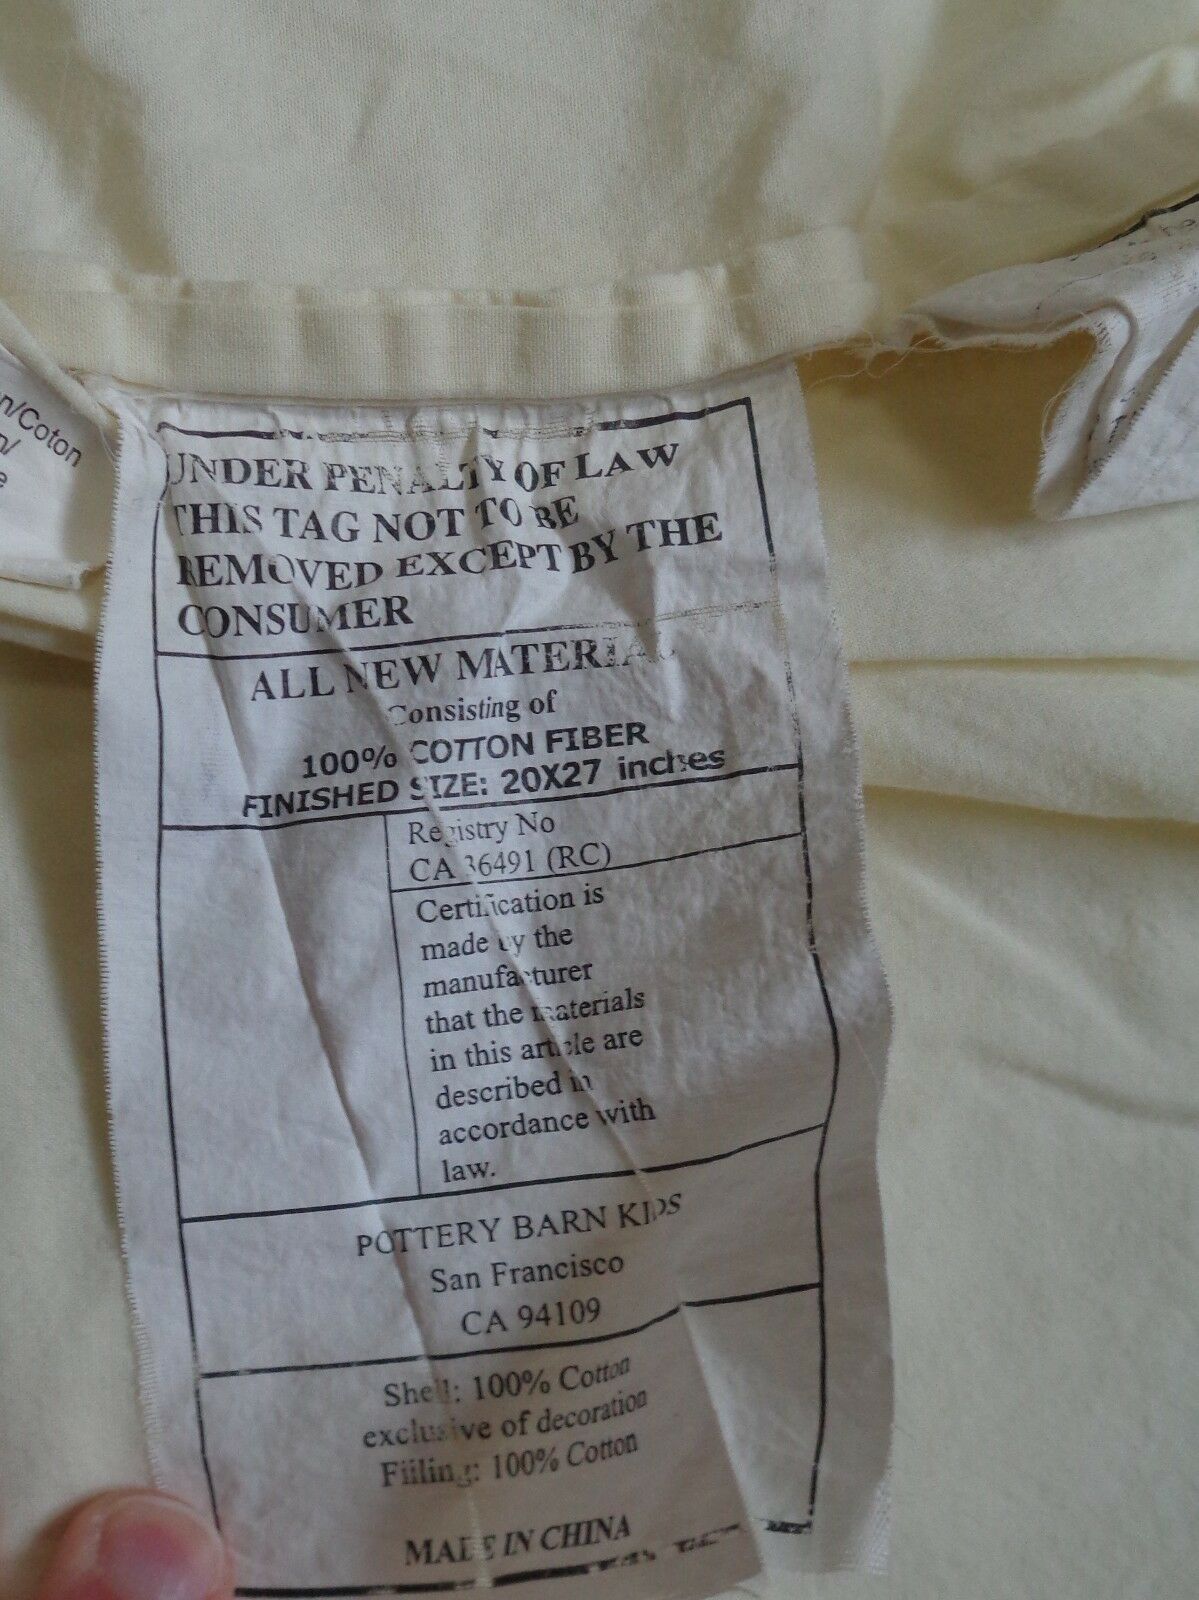 UNDER PENALTY OF LAW
THIS TAG NOT TO BE
REMOVED EXCEPT BY THE
CONSUMER
ALL NEW MATERIAL
Consisting of
100% COTTON FIBER
FINISHED SIZE: 20X27 inches
Registry No
CA 36491 (RC)
Certification is
made by the
manufacturer
that the materials
in this article are
described in
accordance with
law.
POTTERY BARN KIDS
San Francisco
CA 94109
Shell: 100% Cotton
exclusive of decoration
Fiiling: 100% Cotton
MADE IN CHINA
n/Coton